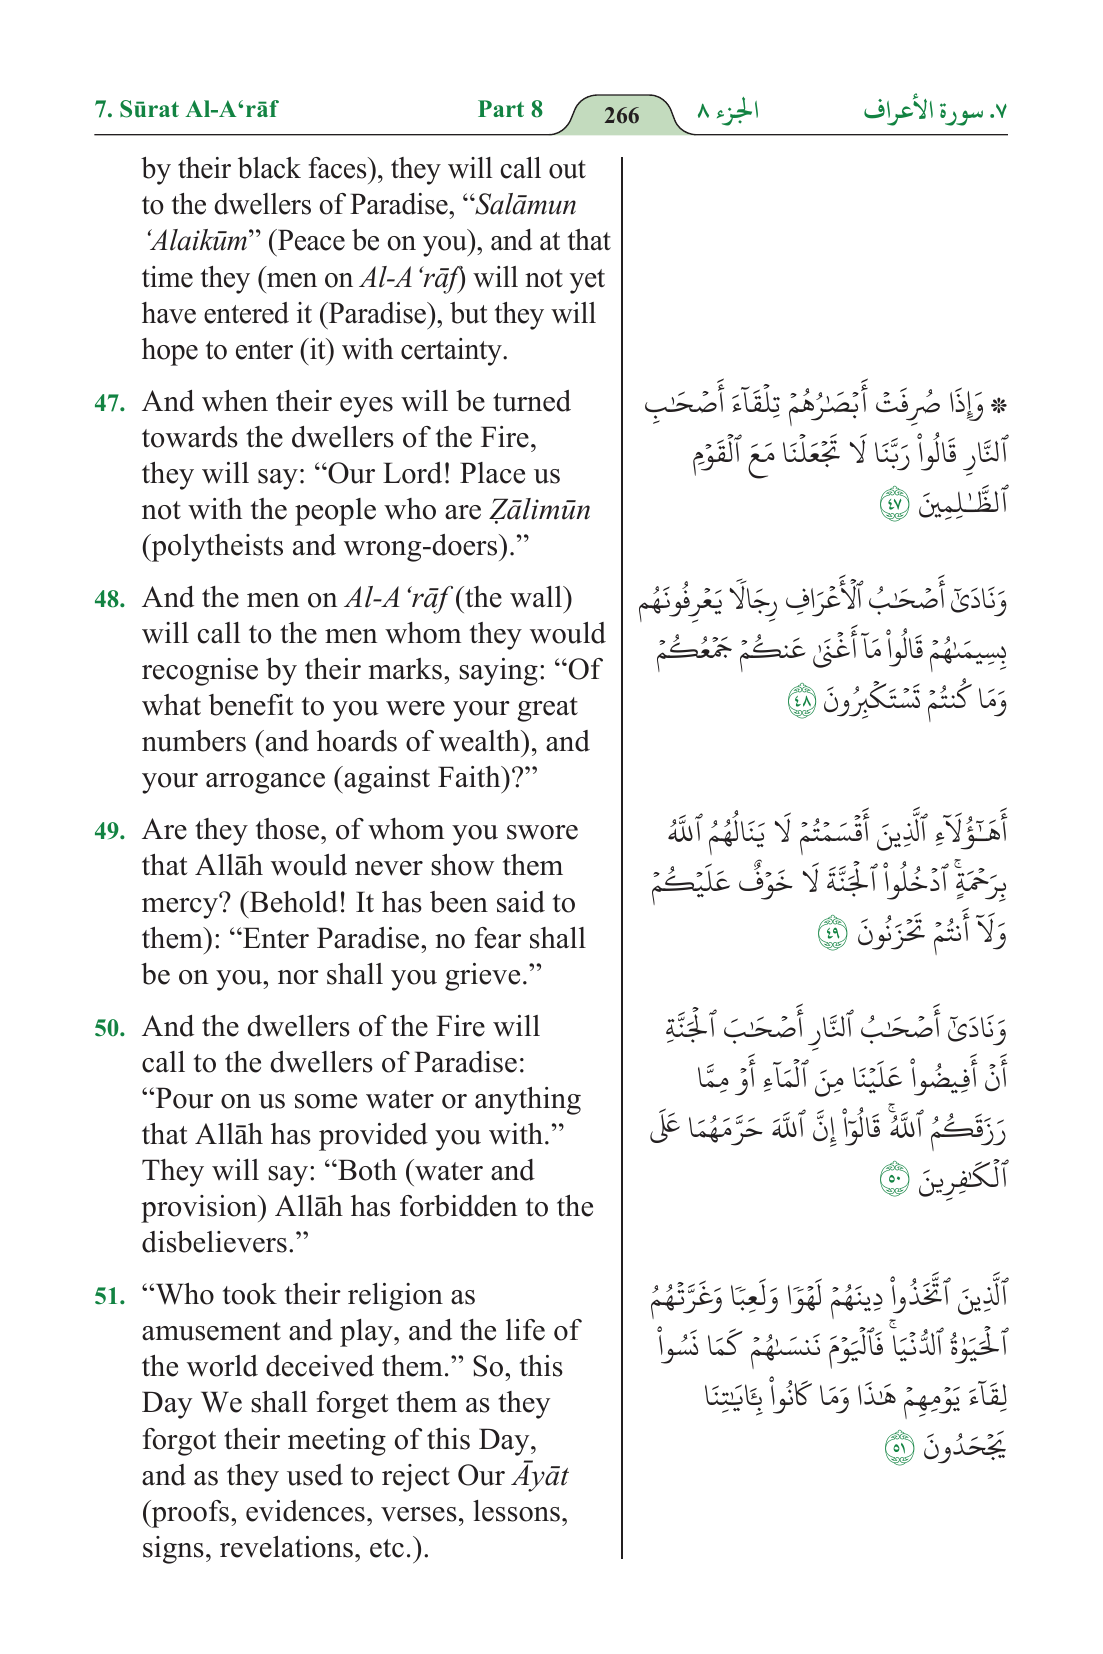 7. Sūrat Al-A‘rāf
Part 8
266
الجزء ٨
٧. سورة الأعراف
by their black faces), they will call out
to the dwellers of Paradise, “Salāmun
‘Alaikūm” (Peace be on you), and at that
time they (men on Al-A‘rāf) will not yet
have entered it (Paradise), but they will
hope to enter (it) with certainty.
47. And when their eyes will be turned
towards the dwellers of the Fire,
they will say: “Our Lord! Place us
not with the people who are Ẓālimūn
(polytheists and wrong-doers).”
48. And the men on Al-A‘rāf (the wall)
will call to the men whom they would
recognise by their marks, saying: “Of
what benefit to you were your great
numbers (and hoards of wealth), and
your arrogance (against Faith)?”
49. Are they those, of whom you swore
that Allāh would never show them
mercy? (Behold! It has been said to
them): “Enter Paradise, no fear shall
be on you, nor shall you grieve.”
50. And the dwellers of the Fire will
call to the dwellers of Paradise:
“Pour on us some water or anything
that Allāh has provided you with.”
They will say: “Both (water and
provision) Allāh has forbidden to the
disbelievers.”
51. “Who took their religion as
amusement and play, and the life of
the world deceived them.” So, this
Day We shall forget them as they
forgot their meeting of this Day,
and as they used to reject Our Āyāt
(proofs, evidences, verses, lessons,
signs, revelations, etc.).
❉ وَإِذَا صُرِفَتْ أَبْصَـٰرُهُمْ تِلْقَآءَ أَصْحَـٰبِ
ٱلنَّارِ قَالُوا۟ رَبَّنَا لَا تَجْعَلْنَا مَعَ ٱلْقَوْمِ
ٱلظَّـٰلِمِينَ ٤٧
وَنَادَىٰٓ أَصْحَـٰبُ ٱلْأَعْرَافِ رِجَالًا يَعْرِفُونَهُم
بِسِيمَىٰهُمْ قَالُوا۟ مَآ أَغْنَىٰ عَنكُمْ جَمْعُكُمْ
وَمَا كُنتُمْ تَسْتَكْبِرُونَ ٤٨
أَهَـٰٓؤُلَآءِ ٱلَّذِينَ أَقْسَمْتُمْ لَا يَنَالُهُمُ ٱللَّهُ
بِرَحْمَةٍ ۚ ٱدْخُلُوا۟ ٱلْجَنَّةَ لَا خَوْفٌ عَلَيْكُمْ
وَلَآ أَنتُمْ تَحْزَنُونَ ٤٩
وَنَادَىٰٓ أَصْحَـٰبُ ٱلنَّارِ أَصْحَـٰبَ ٱلْجَنَّةِ
أَنْ أَفِيضُوا۟ عَلَيْنَا مِنَ ٱلْمَآءِ أَوْ مِمَّا
رَزَقَكُمُ ٱللَّهُ ۚ قَالُوٓا۟ إِنَّ ٱللَّهَ حَرَّمَهُمَا عَلَى
ٱلْكَـٰفِرِينَ ٥٠
ٱلَّذِينَ ٱتَّخَذُوا۟ دِينَهُمْ لَهْوًا وَلَعِبًا وَغَرَّتْهُمُ
ٱلْحَيَوٰةُ ٱلدُّنْيَا ۚ فَٱلْيَوْمَ نَنسَىٰهُمْ كَمَا نَسُوا۟
لِقَآءَ يَوْمِهِمْ هَـٰذَا وَمَا كَانُوا۟ بِـَٔايَـٰتِنَا
يَجْحَدُونَ ٥١